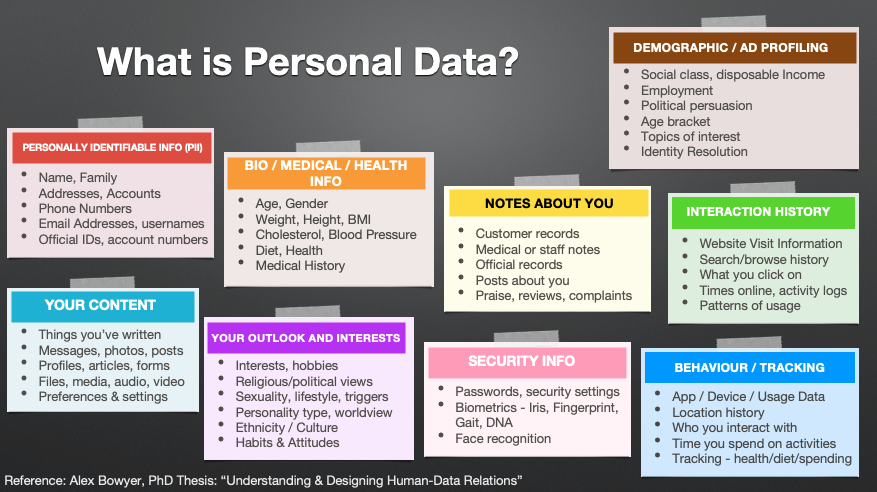 What is Personal Data?
DEMOGRAPHIC / AD PROFILING
• Social class, disposable Income
• Employment
• Political persuasion
• Age bracket
• Topics of interest
• Identity Resolution
PERSONALLY IDENTIFIABLE INFO (PII)
• Name, Family
• Addresses, Accounts
• Phone Numbers
• Email Addresses, usernames
• Official IDs, account numbers
BIO / MEDICAL / HEALTH
INFO
• Age, Gender
• Weight, Height, BMI
• Cholesterol, Blood Pressure
• Diet, Health
• Medical History
NOTES ABOUT YOU
• Customer records
• Medical or staff notes
• Official records
• Posts about you
• Praise, reviews, complaints
INTERACTION HISTORY
• Website Visit Information
• Search/browse history
• What you click on
• Times online, activity logs
• Patterns of usage
YOUR CONTENT
• Things you've written
• Messages, photos, posts
• Profiles, articles, forms
• Files, media, audio, video
• Preferences & settings
YOUR OUTLOOK AND INTERESTS
• Interests, hobbies
• Religious/political views
• Sexuality, lifestyle, triggers
• Personality type, worldview
• Ethnicity / Culture
• Habits & Attitudes
SECURITY INFO
• Passwords, security settings
• Biometrics - Iris, Fingerprint,
Gait, DNA
• Face recognition
BEHAVIOUR / TRACKING
• App / Device / Usage Data
• Location history
• Who you interact with
• Time you spend on activities
• Tracking - health/diet/spending
Reference: Alex Bowyer, PhD Thesis: “Understanding & Designing Human-Data Relations”